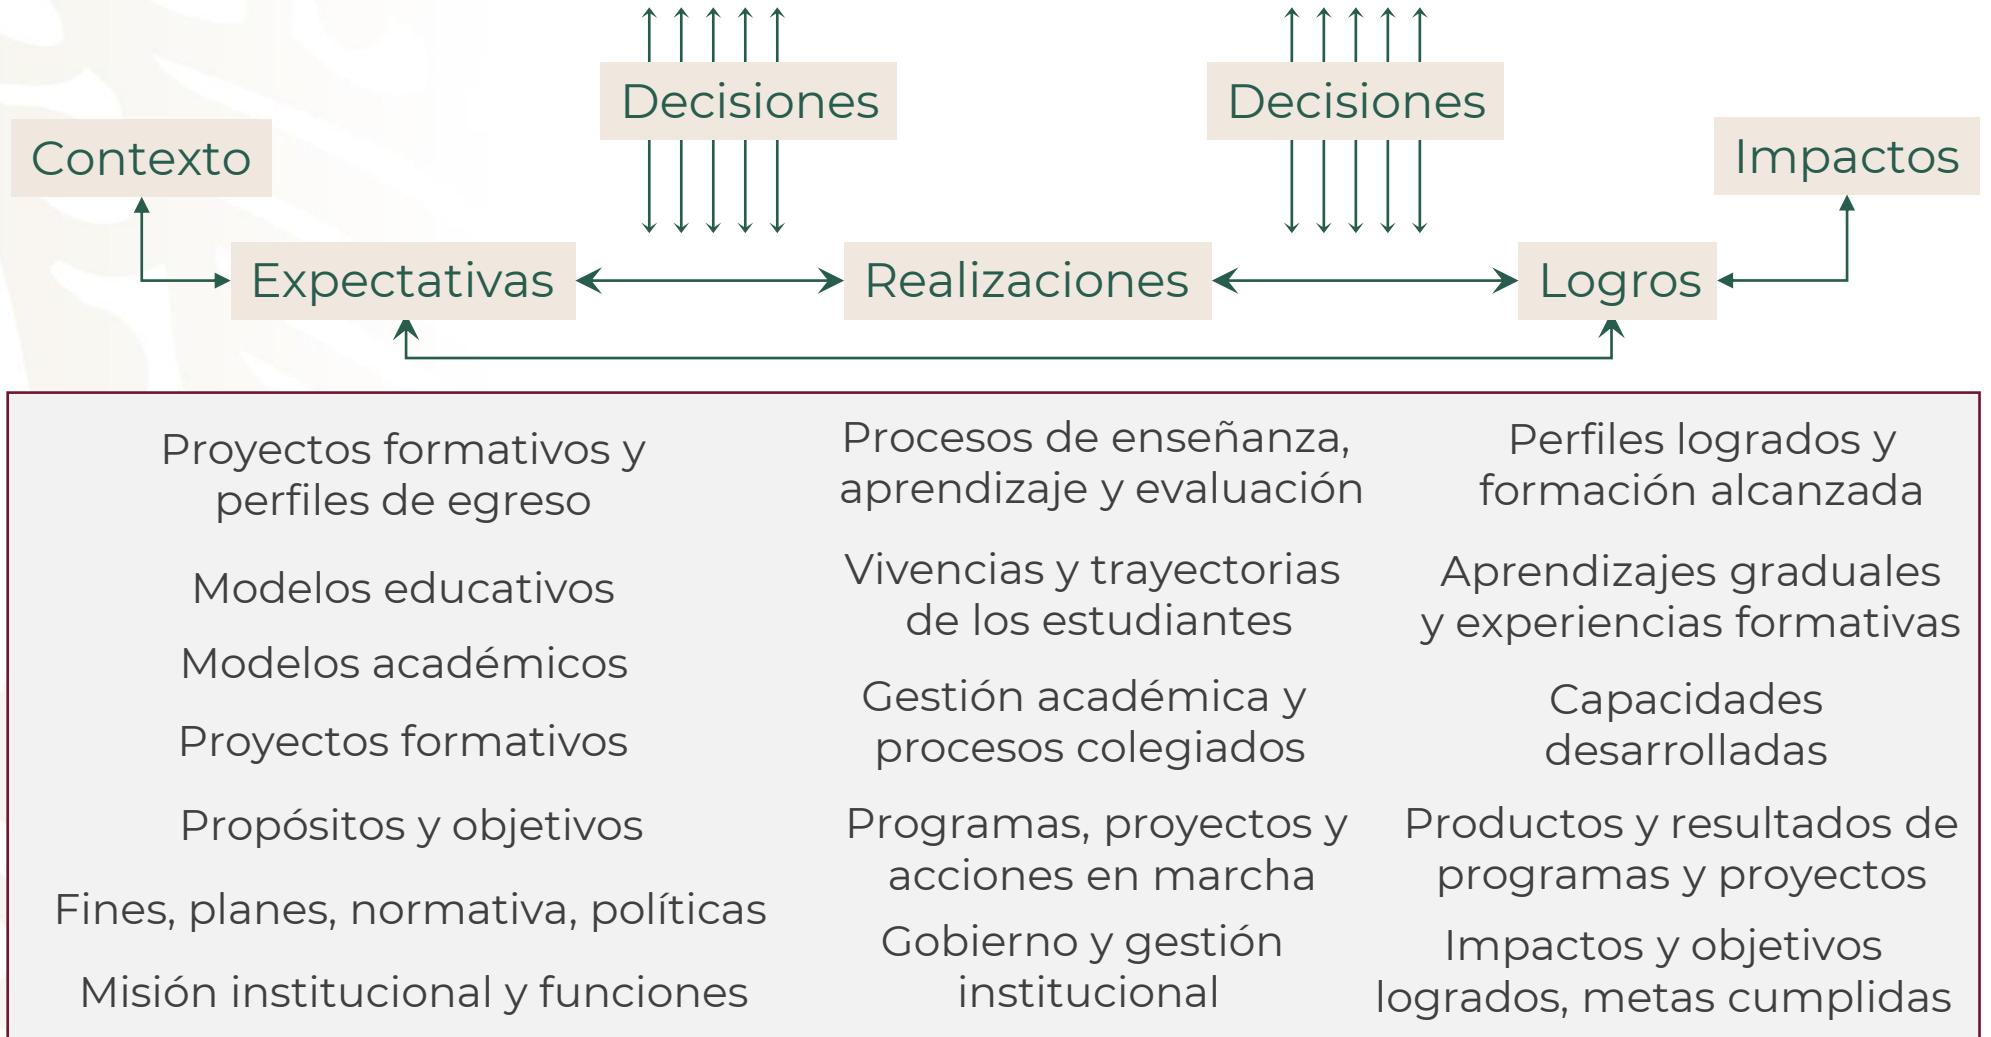 Decisiones
Decisiones
Contexto
Impactos
Expectativas
Realizaciones
Logros
Proyectos formativos y
perfiles de egreso
Modelos educativos
Modelos académicos
Proyectos formativos
Propósitos y objetivos
Fines, planes, normativa, políticas
Misión institucional y funciones
Procesos de enseñanza,
aprendizaje y evaluación
Vivencias y trayectorias
de los estudiantes
Gestión académica y
procesos colegiados
Programas, proyectos y
acciones en marcha
Gobierno y gestión
institucional
Perfiles logrados y
formación alcanzada
Aprendizajes graduales
y experiencias formativas
Capacidades
desarrolladas
Productos y resultados de
programas y proyectos
Impactos y objetivos
logrados, metas cumplidas